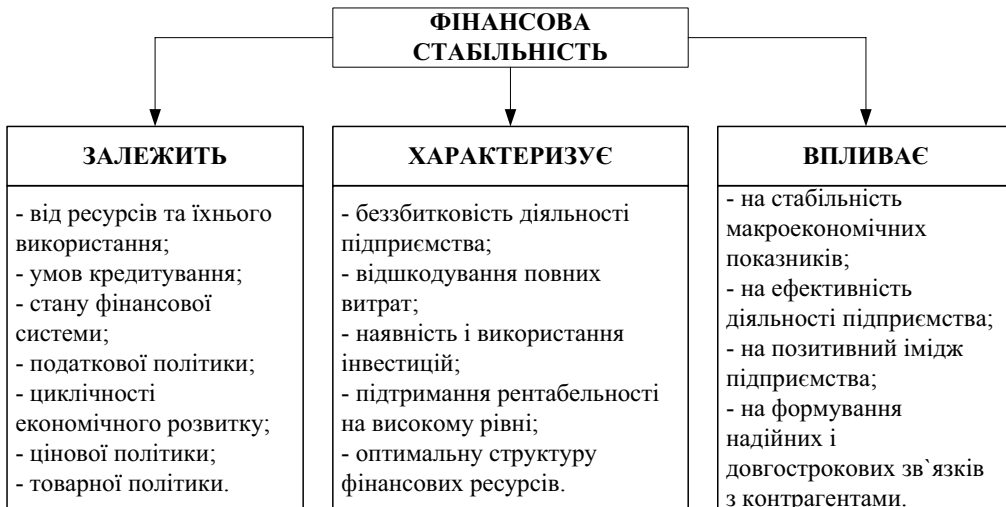 ФІНАНСОВА
СТАБІЛЬНІСТЬ
ЗАЛЕЖИТЬ
- від ресурсів та їхнього
використання;
- умов кредитування;
- стану фінансової
системи;
- податкової політики;
- циклічності
економічного розвитку;
- цінової політики;
- товарної політики.
ХАРАКТЕРИЗУЄ
- беззбитковість діяльності
підприємства;
- відшкодування повних
витрат;
- наявність і використання
інвестицій;
- підтримання рентабельності
на високому рівні;
- оптимальну структуру
фінансових ресурсів.
ВПЛИВАЄ
- на стабільність
макроекономічних
показників;
- на ефективність
діяльності підприємства;
- на позитивний імідж
підприємства;
- на формування
надійних і
довгострокових зв`язків
з контрагентами.